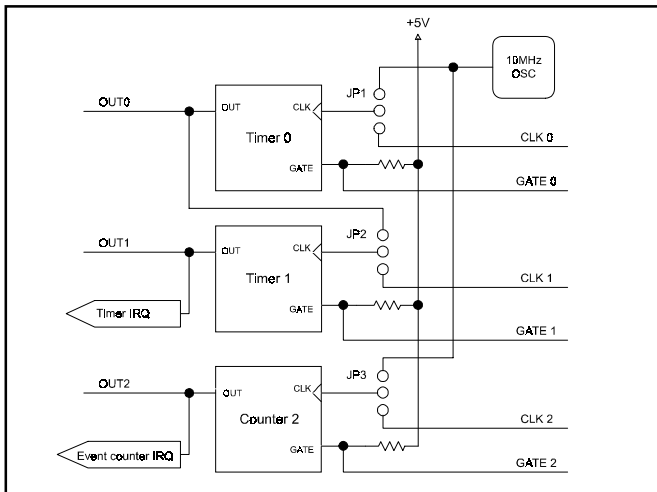 +5V
10MHz
OSC
JP1
OUT0
OUT
CLK
Timer 0
CLK 0
GATE
GATE 0
OUT1
OUT
CLK
JP2
Timer 1
CLK 1
Timer IRQ
GATE
GATE 1
OUT2
OUT
CLK
JP3
Counter 2
CLK 2
Event counter IRQ
GATE
GATE 2